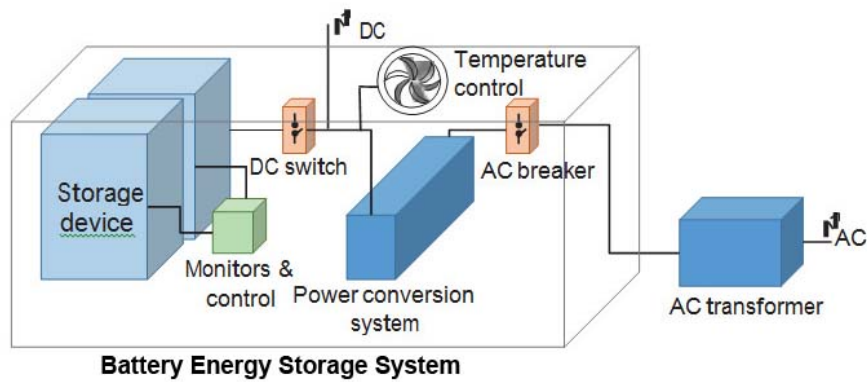 DC
Temperature
control
DC switch
AC breaker
Storage
device
Monitors &
control
Power conversion
system
AC
AC transformer
Battery Energy Storage System